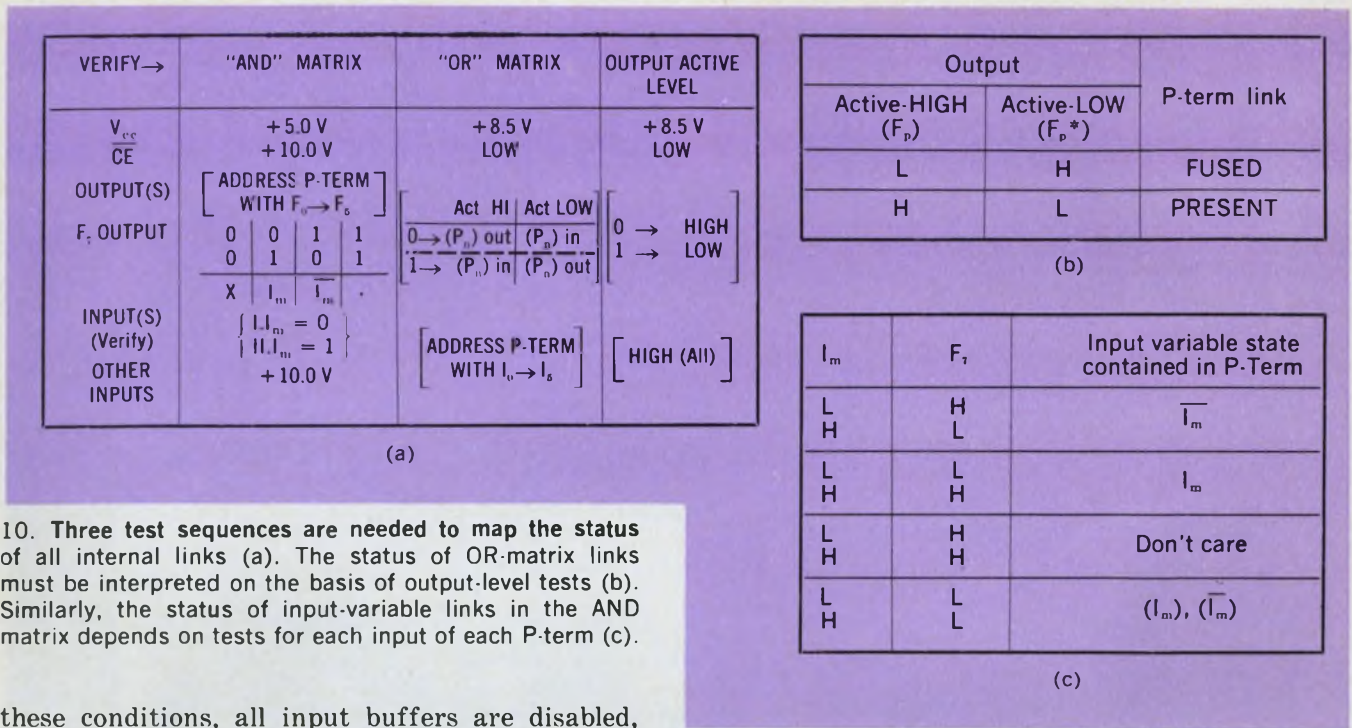 VERIFY→ "AND" MATRIX "OR" MATRIX OUTPUT ACTIVE
LEVEL
Vcc +5.0 V +8.5 V +8.5 V
C̅E̅ +10.0 V LOW LOW
OUTPUT(S) [ADDRESS P-TERM
WITH F₀→F₅]
Act HI Act LOW
F₇ OUTPUT 0 0 1 1 0→(Pₙ) out (Pₙ) in 0 → HIGH
0 1 0 1 1→ (Pₙ) in (Pₙ) out 1 → LOW
X Iₘ I̅ₘ
INPUT(S) I.Iₘ = 0
(Verify) II.Iₘ = 1 [ADDRESS P-TERM [HIGH (All)]
OTHER +10.0 V WITH I₀→I₅]
INPUTS
(a)
10. Three test sequences are needed to map the status
of all internal links (a). The status of OR-matrix links
must be interpreted on the basis of output-level tests (b).
Similarly, the status of input-variable links in the AND
matrix depends on tests for each input of each P-term (c).
these conditions, all input buffers are disabled,
Output
Active-HIGH Active-LOW P-term link
(Fₚ) (Fₚ*)
L H FUSED
H L PRESENT
(b)
Iₘ F₇ Input variable state
contained in P-Term
L H I̅ₘ
H L
L L Iₘ
H H
L H Don't care
H H
L L (Iₘ), (I̅ₘ)
H L
(c)